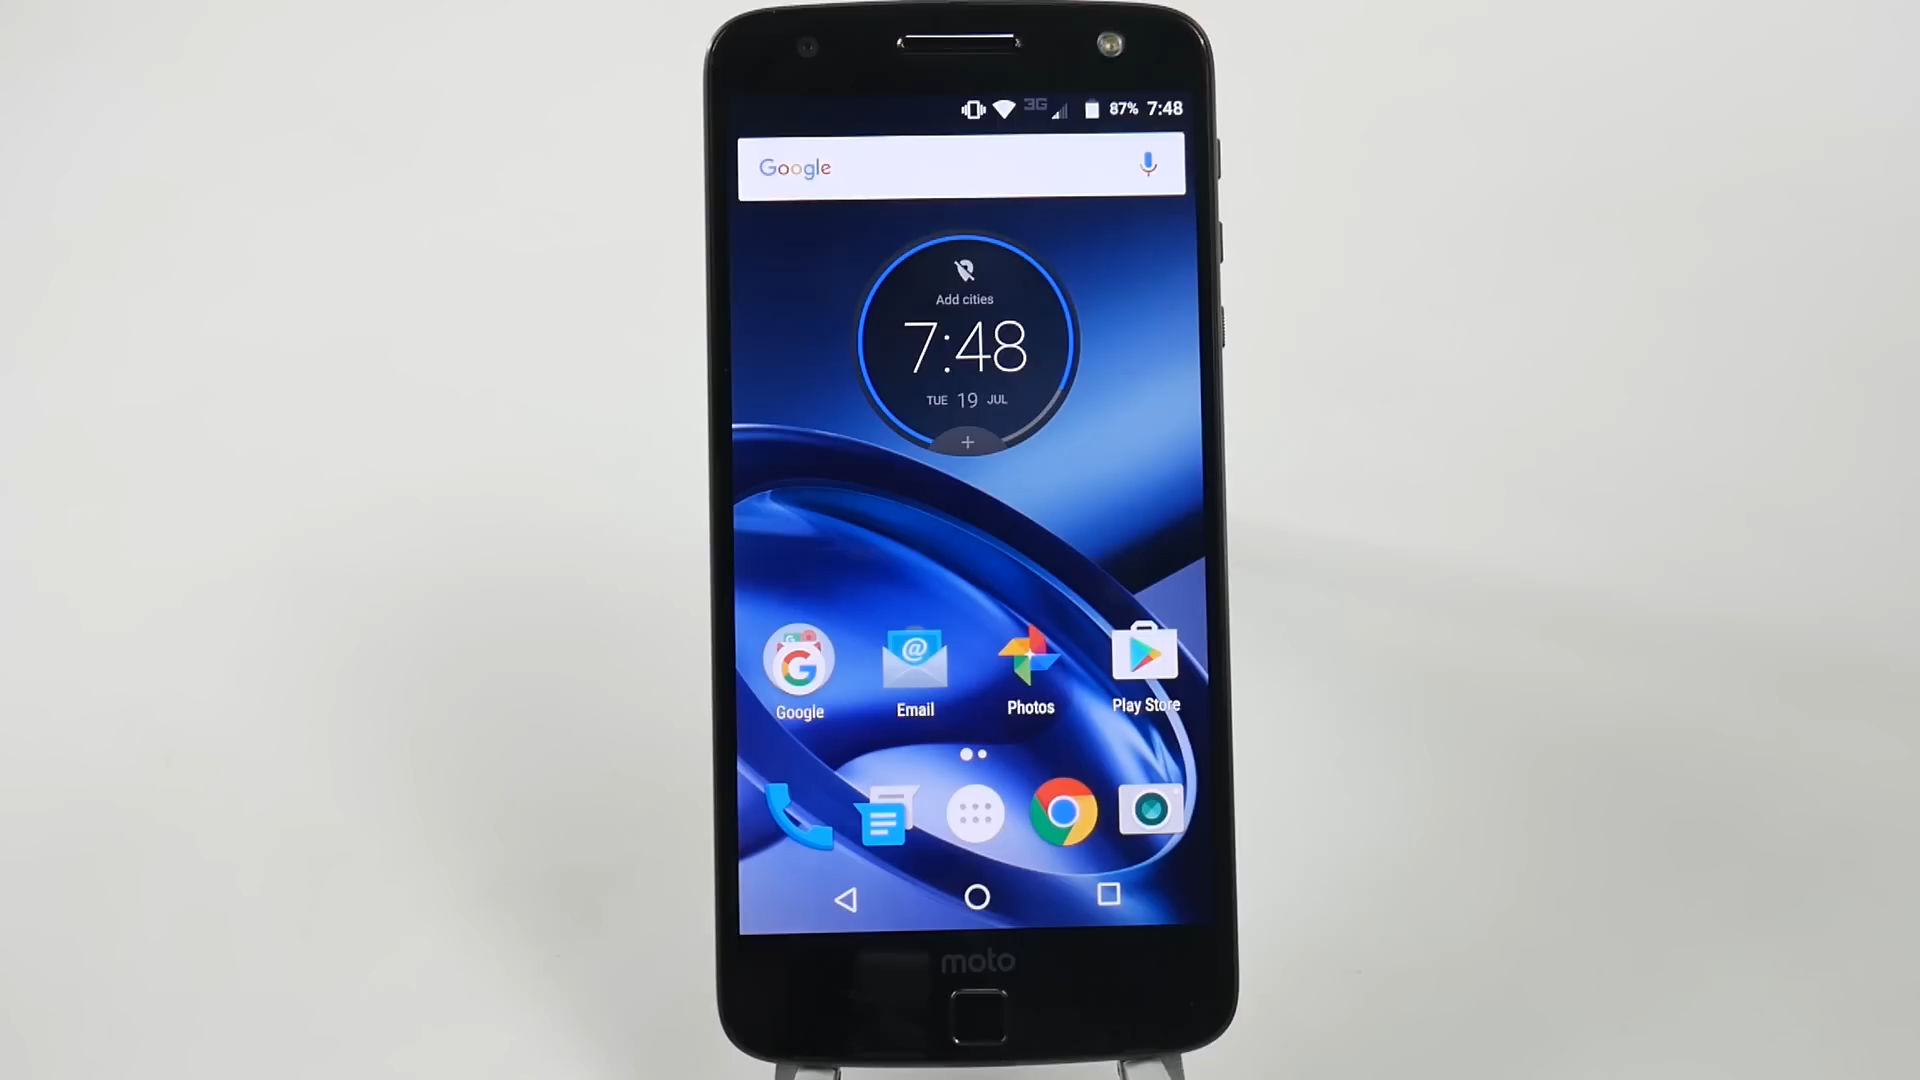 3G 87% 7:48
Google
Add cities
7:48
TUE 19 JUL
Google Email Photos Play Store
moto